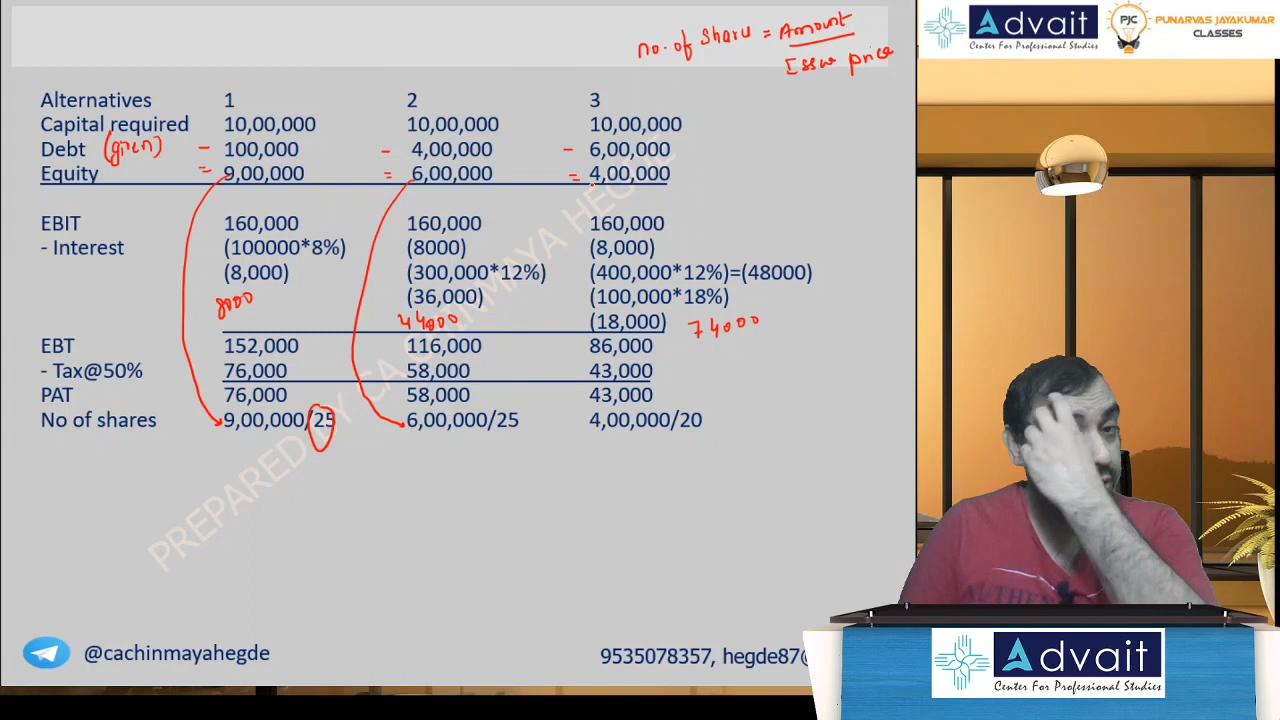 no. of share = Amount
Issue price
Advait
Center For Professional Studies
PJC
PUNARVAS JAYAKUMAR
CLASSES
Alternatives 1 2 3
Capital required 10,00,000 10,00,000 10,00,000
Debt (given) - 100,000 - 4,00,000 - 6,00,000
Equity = 9,00,000 = 6,00,000 = 4,00,000
EBIT 160,000 160,000 160,000
- Interest (100000*8%) (8000) (8,000)
(8,000) (300,000*12%) (400,000*12%)=(48000)
(36,000) (100,000*18%)
8000 44000 (18,000) 74000
EBT 152,000 116,000 86,000
- Tax@50% 76,000 58,000 43,000
PAT 76,000 58,000 43,000
No of shares 9,00,000/25 6,00,000/25 4,00,000/20
PREPARED BY CA CHINMAYA HEGDE
@cachinmayahegde
9535078357, hegde87@
Advait
Center For Professional Studies